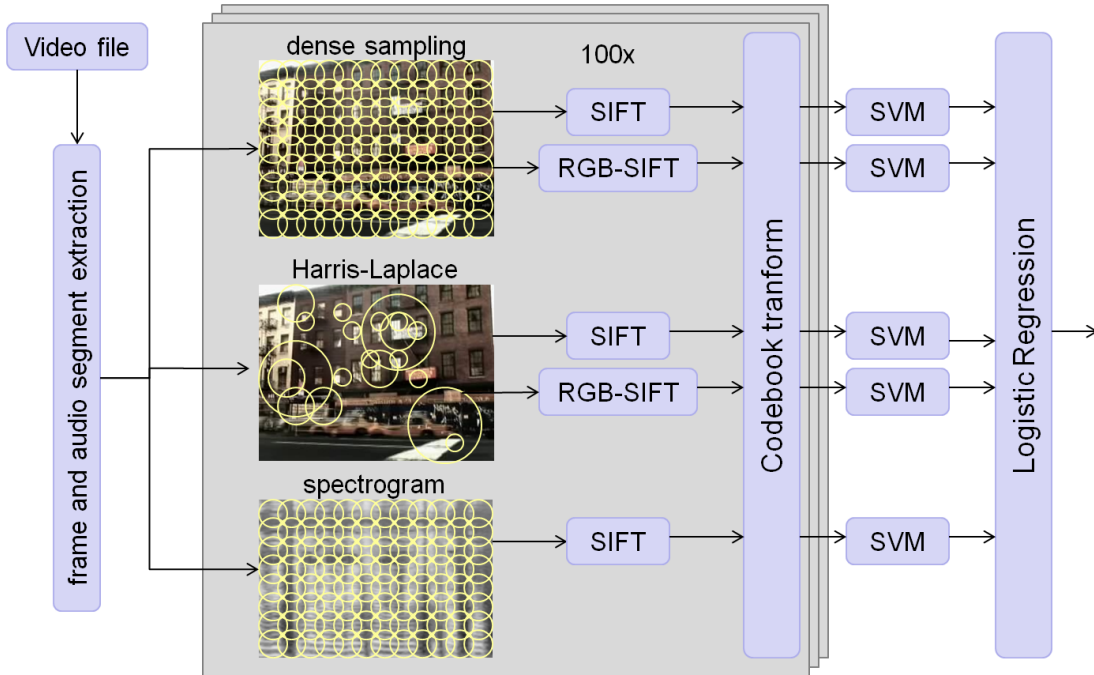 Video file
frame and audio segment extraction
dense sampling
100x
SIFT
RGB-SIFT
Harris-Laplace
SIFT
RGB-SIFT
spectrogram
SIFT
Codebook tranform
SVM
SVM
SVM
SVM
SVM
Logistic Regression